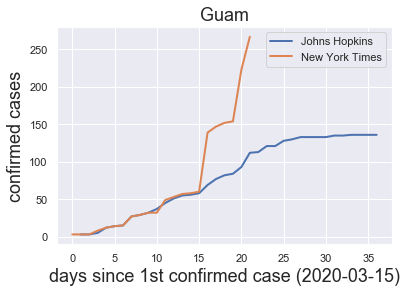 Guam
Johns Hopkins
New York Times
confirmed cases
250
200
150
100
50
0
0 5 10 15 20 25 30 35
days since 1st confirmed case (2020-03-15)